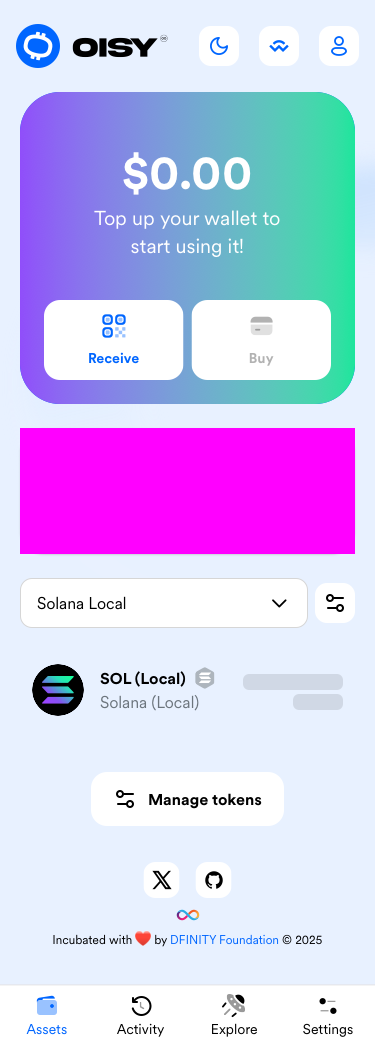 OISY
$0.00
Top up your wallet to
start using it!
Receive
Buy
Solana Local
SOL (Local)
Solana (Local)
Manage tokens
Incubated with ❤️ by DFINITY Foundation © 2025
Assets
Activity
Explore
Settings